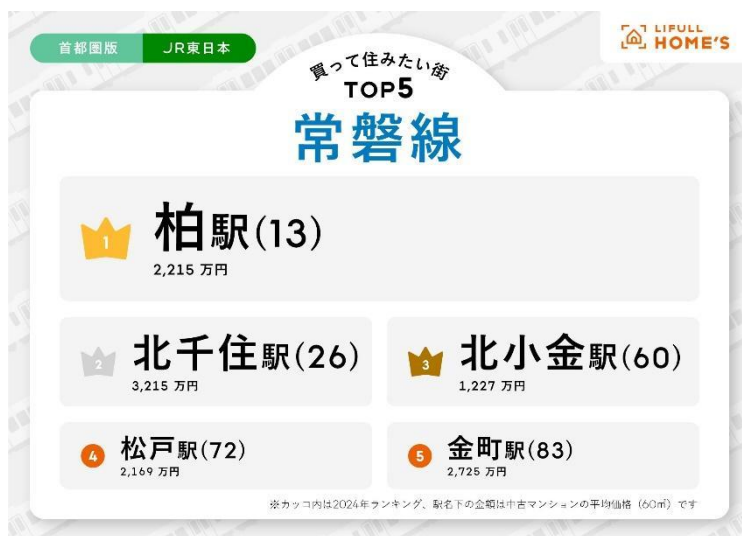 首都圏版 JR東日本
LIFULL
HOME'S
買って住みたい街
TOP5
常磐線
1
柏駅(13)
2,215 万円
2
北千住駅(26)
3,215 万円
3
北小金駅(60)
1,227 万円
4
松戸駅(72)
2,169 万円
5
金町駅(83)
2,725 万円
※カッコ内は2024年ランキング、駅名下の金額は中古マンションの平均価格（60㎡）です